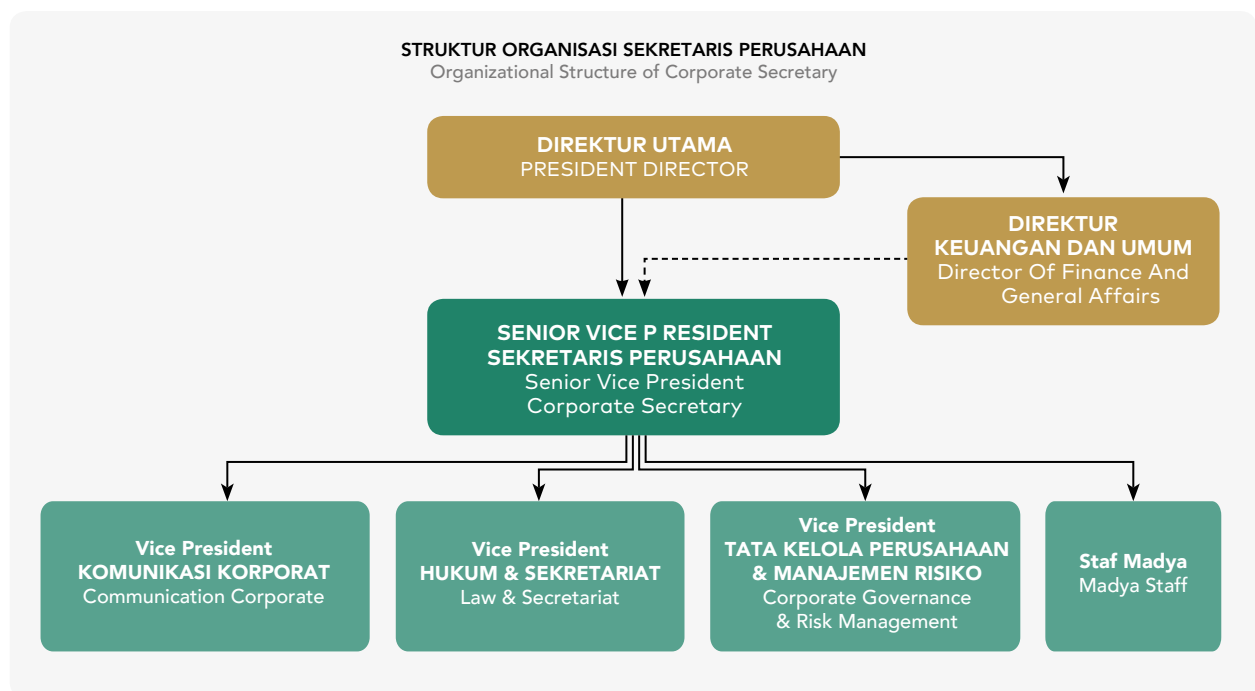 STRUKTUR ORGANISASI SEKRETARIS PERUSAHAAN
Organizational Structure of Corporate Secretary
DIREKTUR UTAMA
PRESIDENT DIRECTOR
DIREKTUR
KEUANGAN DAN UMUM
Director Of Finance And
General Affairs
SENIOR VICE P RESIDENT
SEKRETARIS PERUSAHAAN
Senior Vice President
Corporate Secretary
Vice President
KOMUNIKASI KORPORAT
Communication Corporate
Vice President
HUKUM & SEKRETARIAT
Law & Secretariat
Vice President
TATA KELOLA PERUSAHAAN
& MANAJEMEN RISIKO
Corporate Governance
& Risk Management
Staf Madya
Madya Staff